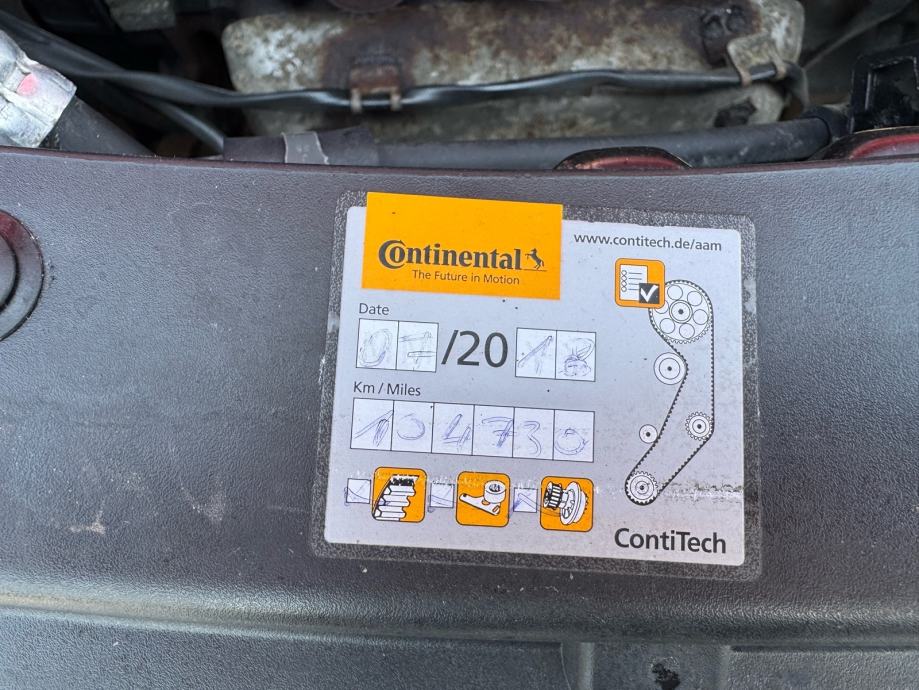 Continental
The Future in Motion
www.contitech.de/aam
Date
07/2018
Km / Miles
104730
ContiTech